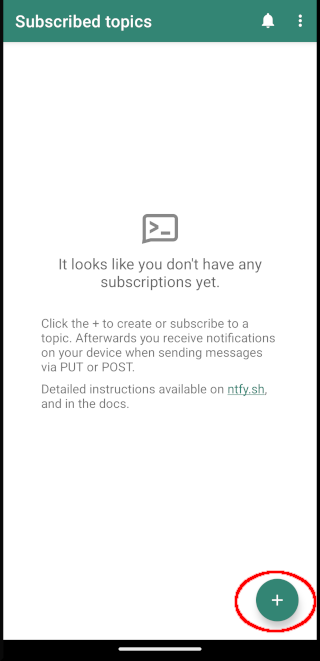 Subscribed topics
It looks like you don't have any
subscriptions yet.
Click the + to create or subscribe to a
topic. Afterwards you receive notifications
on your device when sending messages
via PUT or POST.
Detailed instructions available on ntfy.sh,
and in the docs.
+